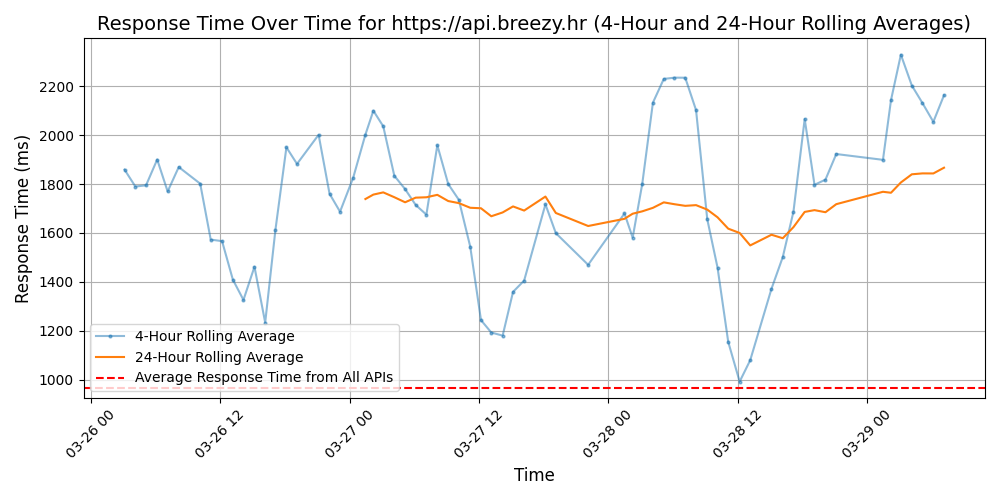 Response Time Over Time for https://api.breezy.hr (4-Hour and 24-Hour Rolling Averages)
Response Time (ms)
2200
2000
1800
1600
1400
1200
1000
4-Hour Rolling Average
24-Hour Rolling Average
Average Response Time from All APIs
03-26 00
03-26 12
03-27 00
03-27 12
03-28 00
03-28 12
03-29 00
Time